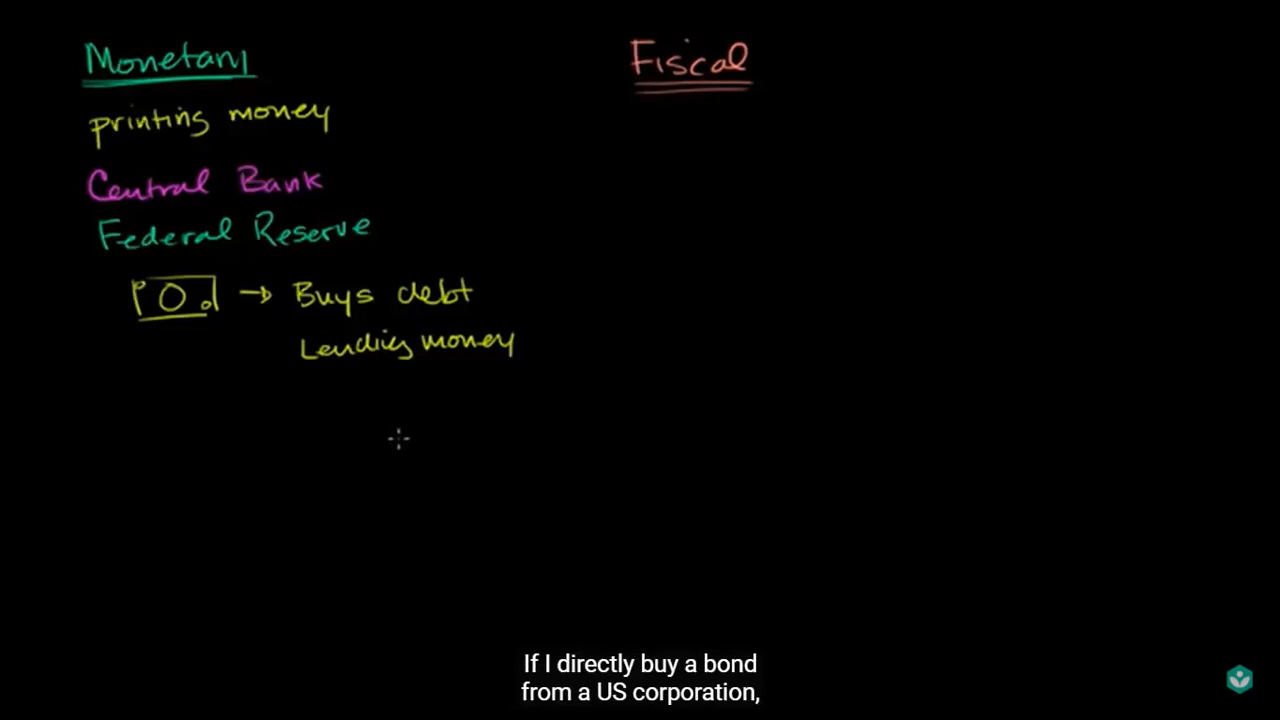 Monetary
Fiscal
printing money
Central Bank
Federal Reserve
→ Buys debt
Lending money
If I directly buy a bond
from a US corporation,